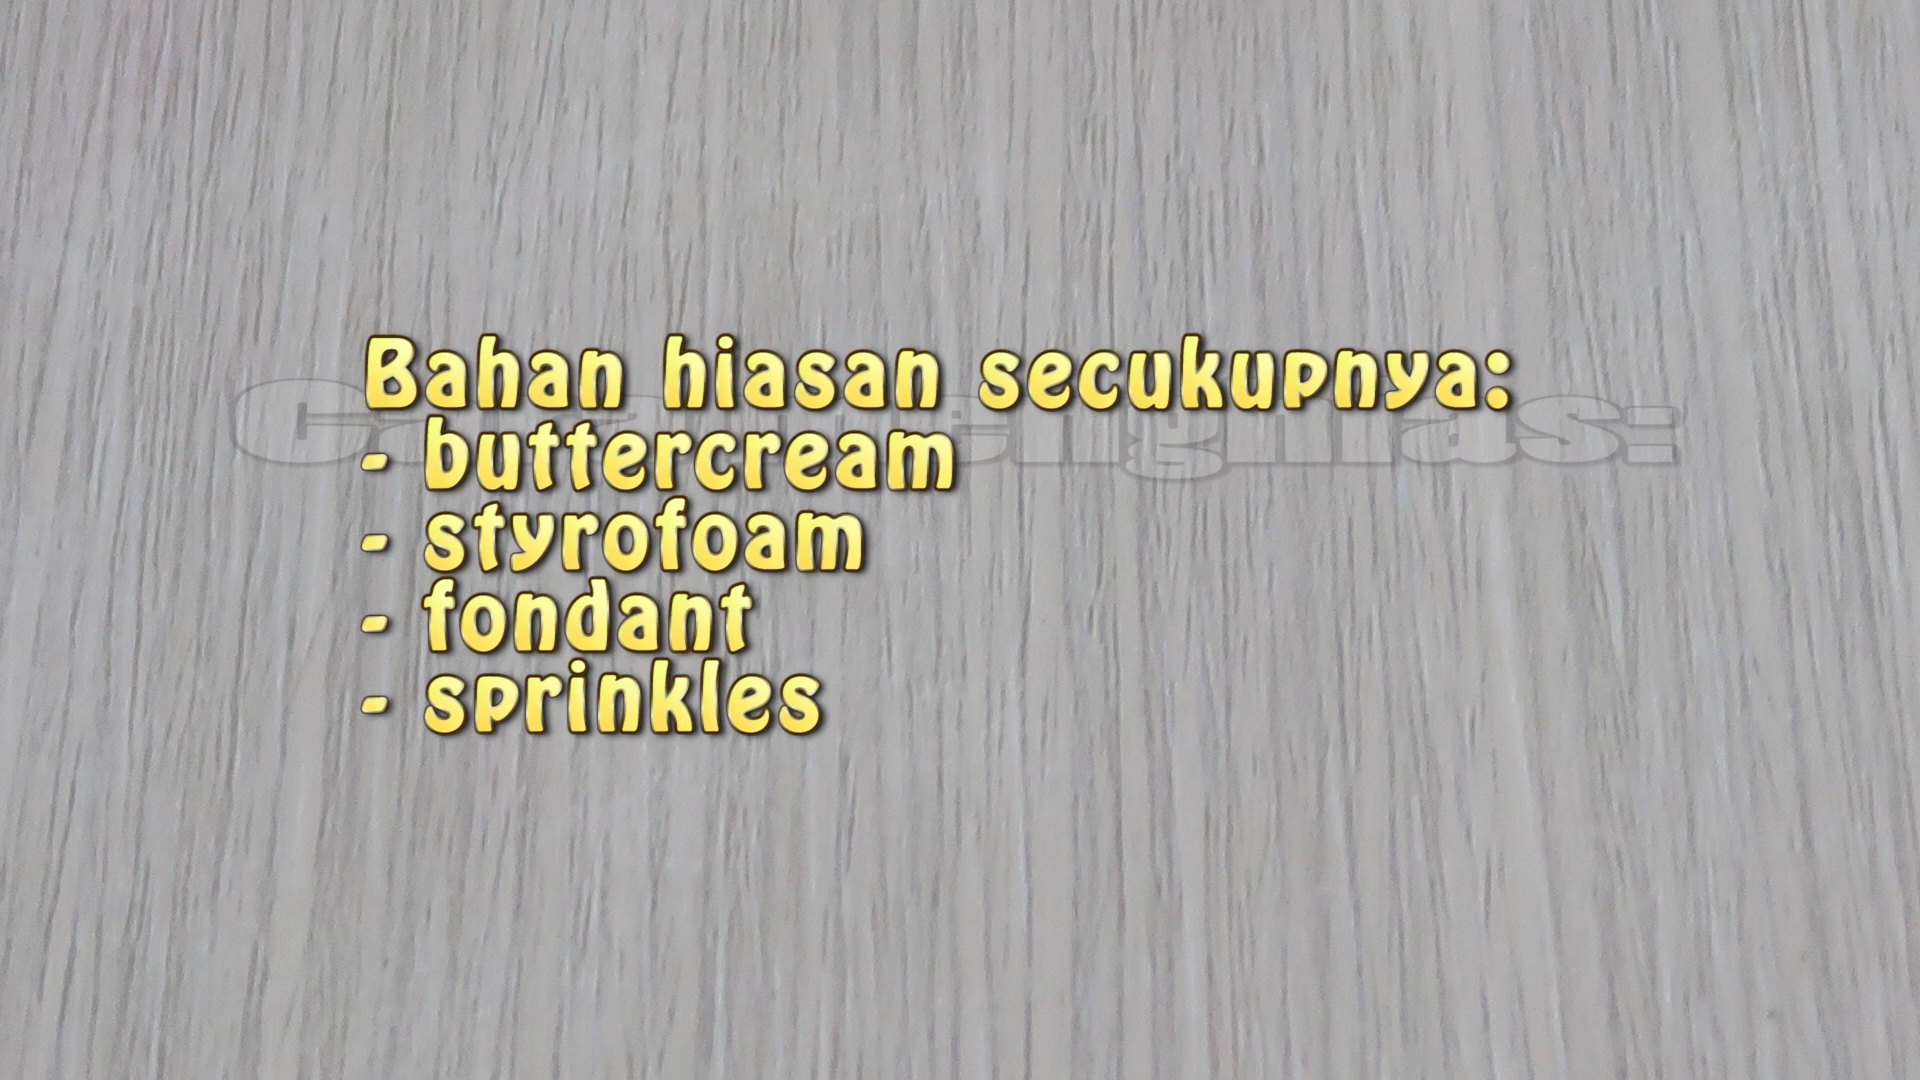 Bahan hiasan secukupnya:
- buttercream
- styrofoam
- fondant
- sprinkles